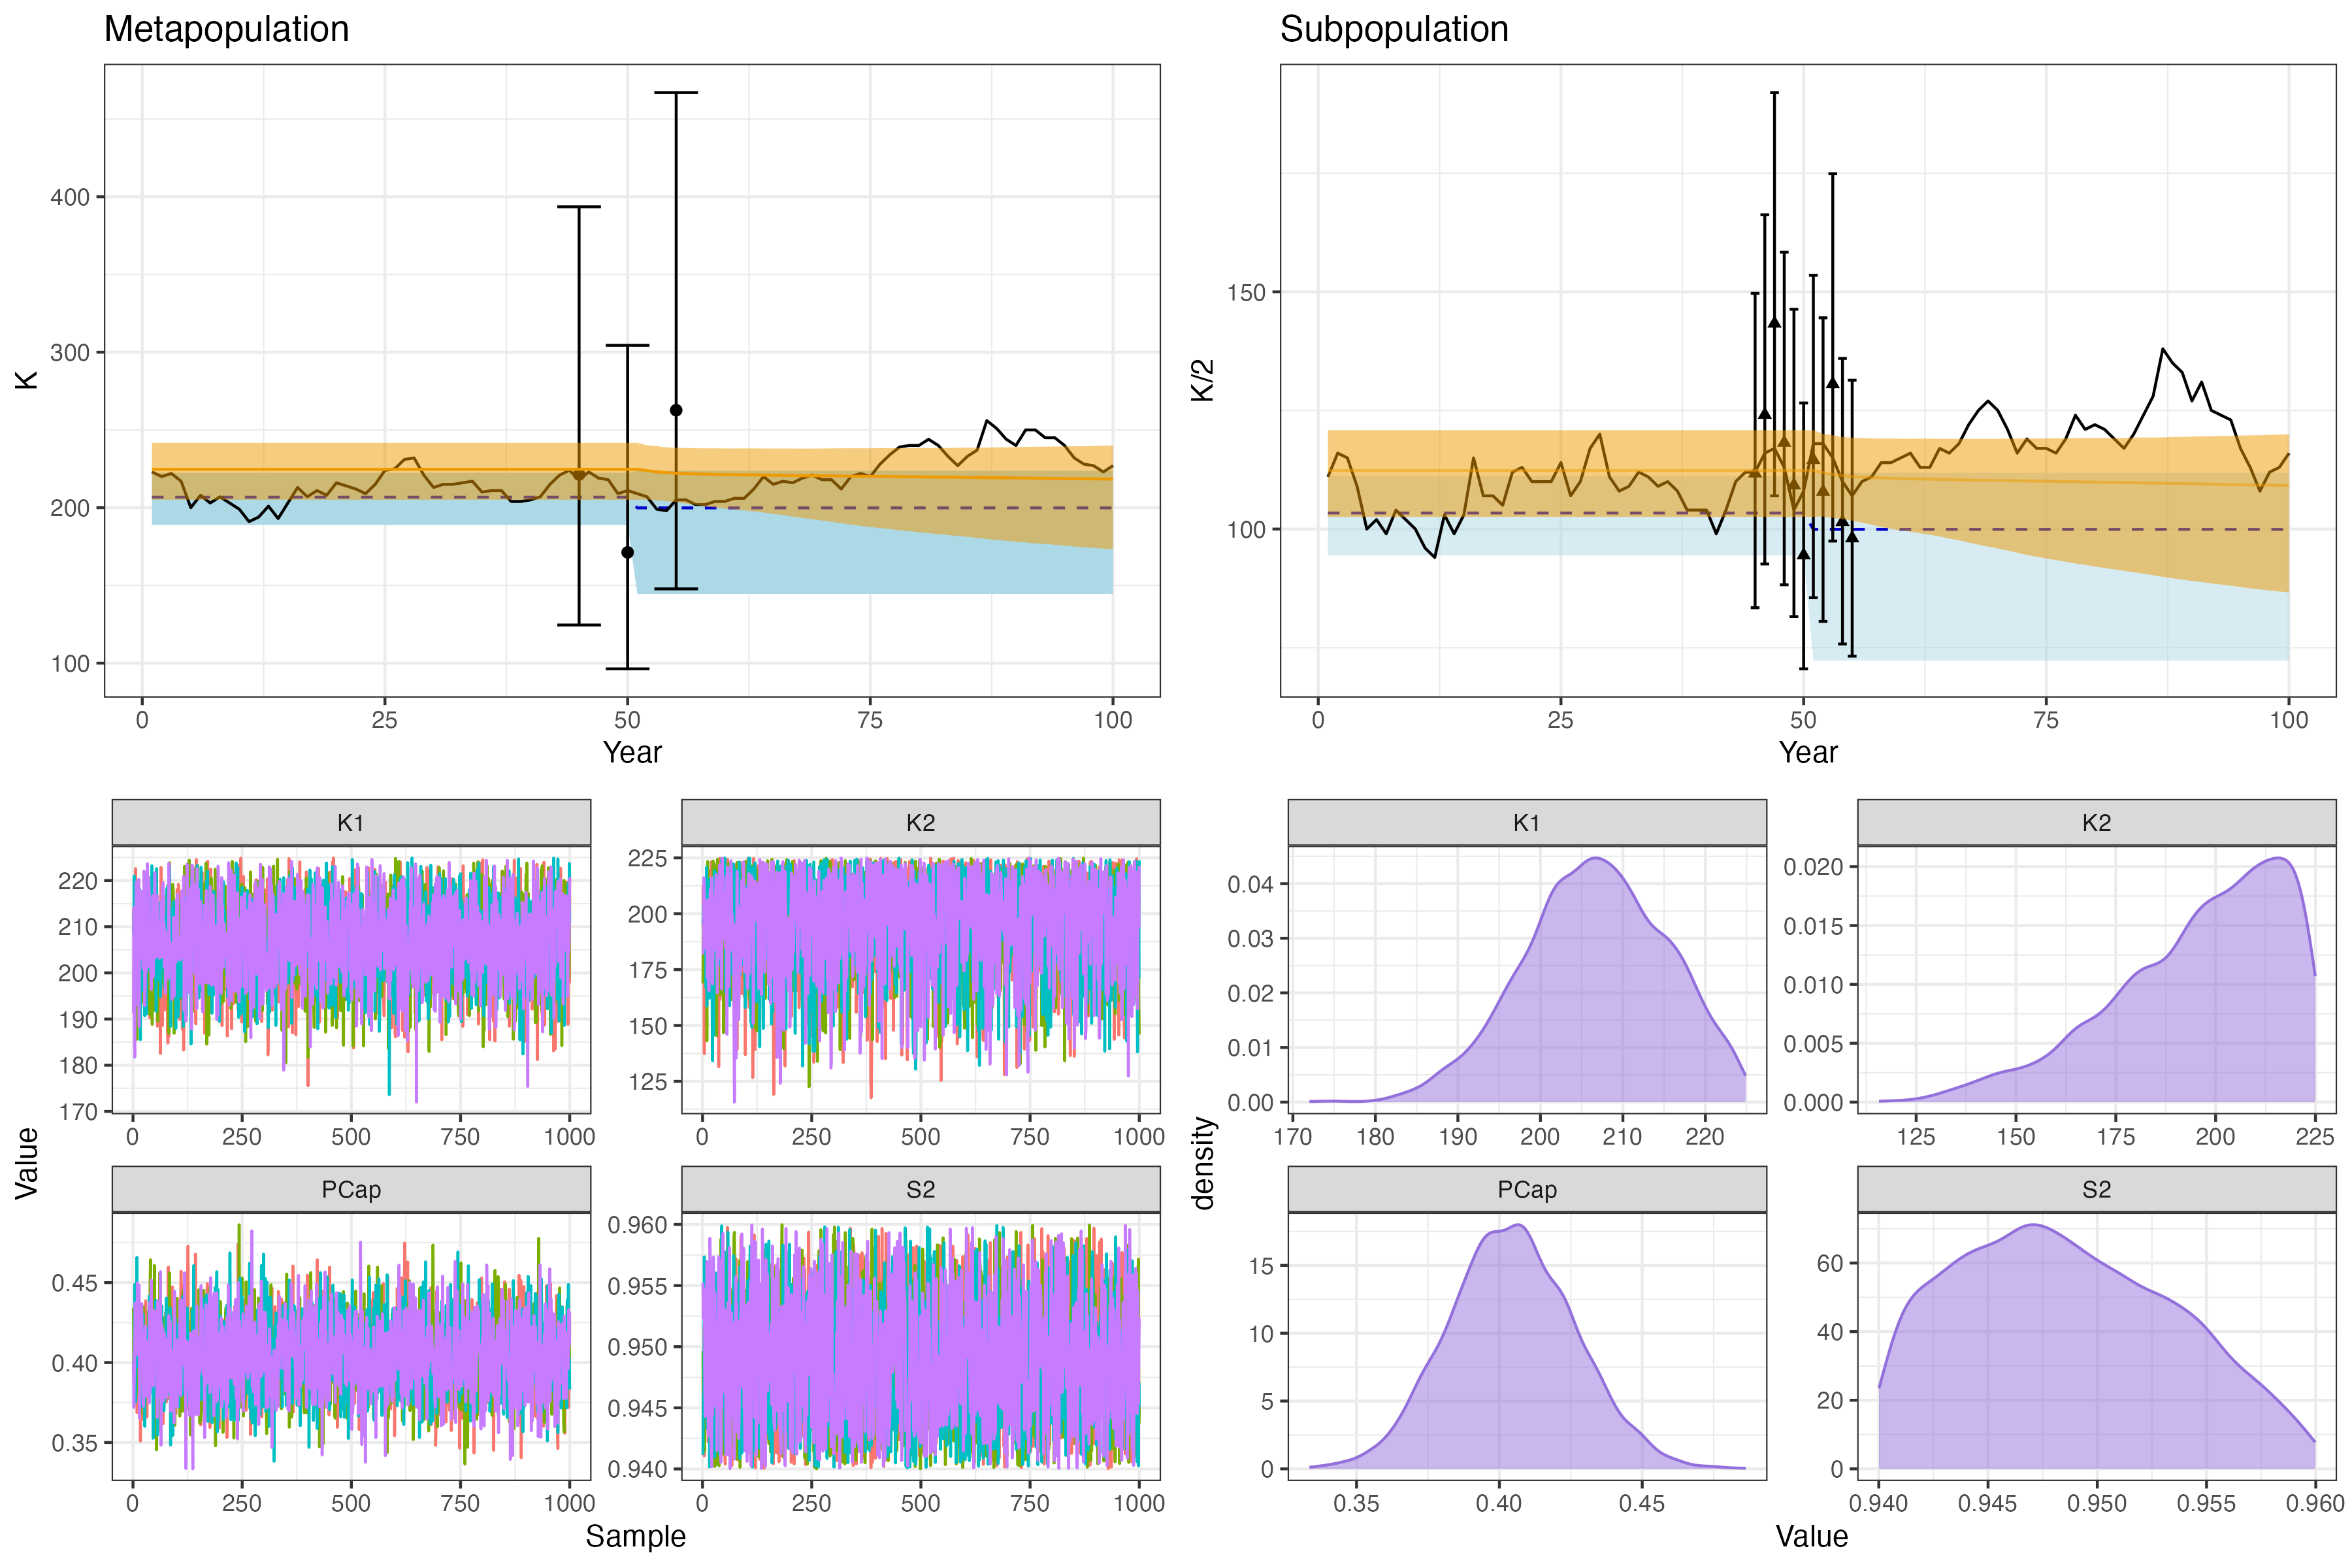 Metapopulation
K
400
300
200
100
0 25 50 75 100
Year
Subpopulation
K/2
150
100
0 25 50 75 100
Year
Value
K1
220
210
200
190
180
170
0 250 500 750 1000
K2
225
200
175
150
125
0 250 500 750 1000
PCap
0.45
0.40
0.35
0 250 500 750 1000
S2
0.960
0.955
0.950
0.945
0.940
0 250 500 750 1000
Sample
density
K1
0.04
0.03
0.02
0.01
0.00
170 180 190 200 210 220
K2
0.020
0.015
0.010
0.005
0.000
125 150 175 200 225
PCap
15
10
5
0
0.35 0.40 0.45
S2
60
40
20
0
0.940 0.945 0.950 0.955 0.960
Value